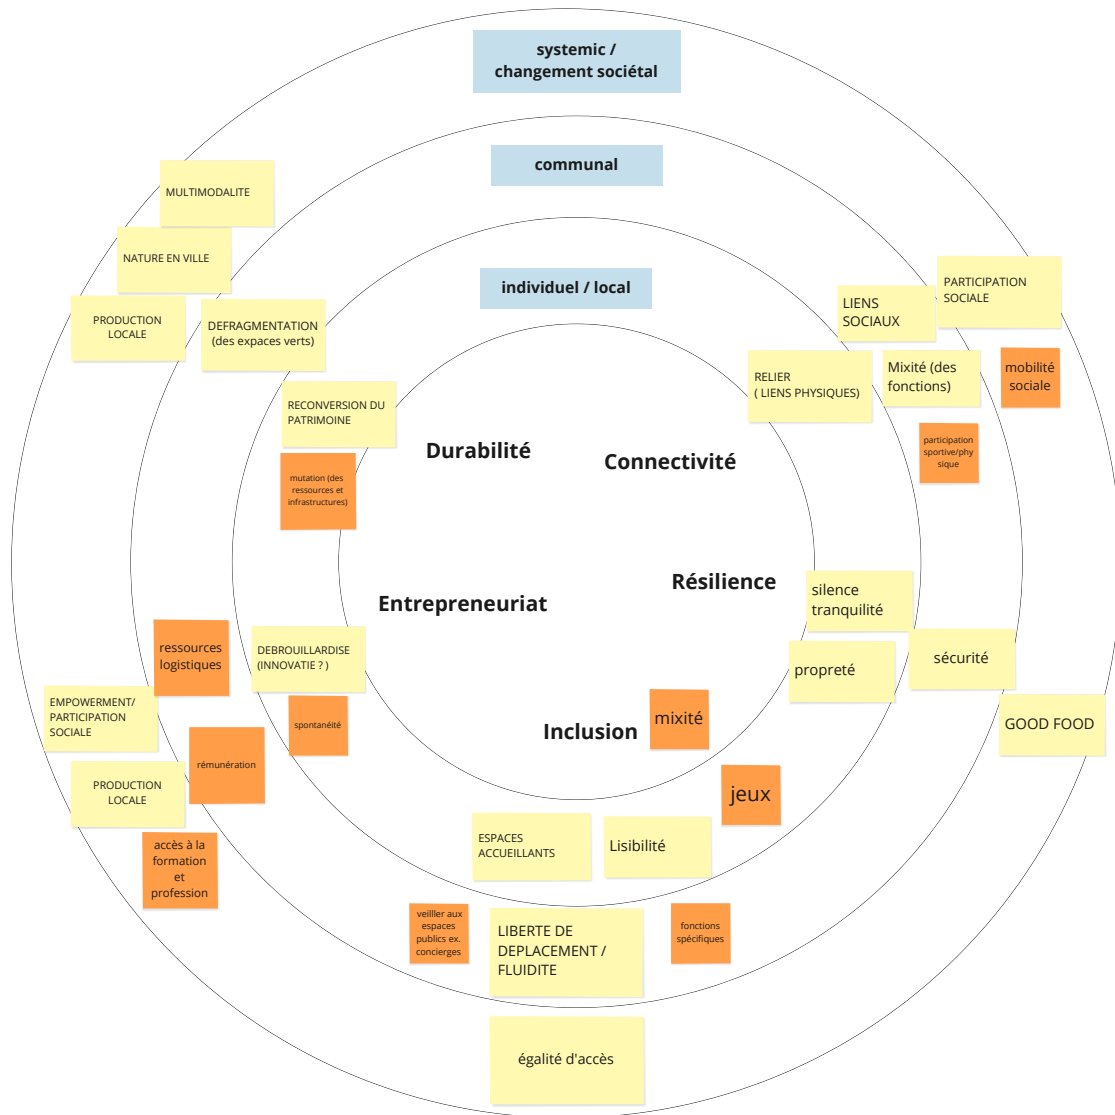 systemic /
changement sociétal
communal
individuel / local
MULTIMODALITE
NATURE EN VILLE
PRODUCTION
LOCALE
DEFRAGMENTATION
(des expaces verts)
RECONVERSION DU
PATRIMOINE
mutation (des
ressources et
infrastructures)
PARTICIPATION
SOCIALE
LIENS
SOCIAUX
RELIER
( LIENS PHYSIQUES)
Mixité (des
fonctions)
mobilité
sociale
participation
sportive/phy
sique
Durabilité
Connectivité
Résilience
Entrepreneuriat
Inclusion
silence
tranquilité
propreté
sécurité
GOOD FOOD
mixité
jeux
ressources
logistiques
DEBROUILLARDISE
(INNOVATIE ? )
EMPOWERMENT/
PARTICIPATION
SOCIALE
spontanéité
rémunération
PRODUCTION
LOCALE
accès à la
formation
et
profession
ESPACES
ACCUEILLANTS
Lisibilité
veilller aux
espaces
publics ex.
concierges
LIBERTE DE
DEPLACEMENT /
FLUIDITE
fonctions
spécifiques
égalité d'accès